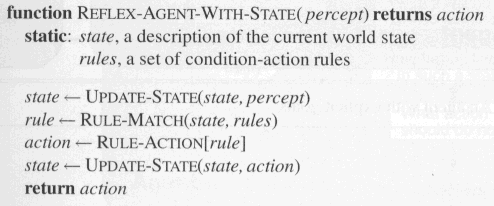 function REFLEX-AGENT-WITH-STATE( percept) returns action
static: state, a description of the current world state
rules, a set of condition-action rules
state ← UPDATE-STATE(state, percept)
rule ← RULE-MATCH(state, rules)
action ← RULE-ACTION[rule]
state ← UPDATE-STATE(state, action)
return action